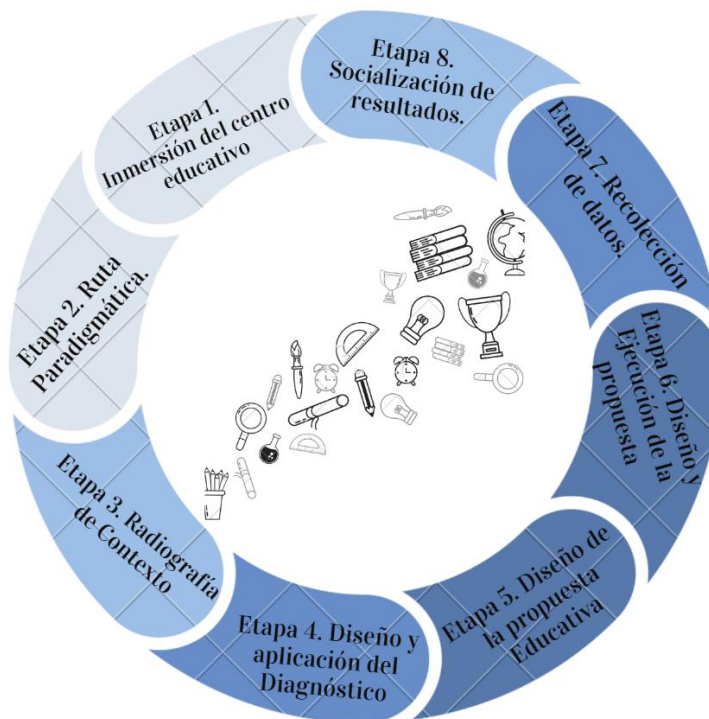 Etapa 1.
Inmersión del centro
educativo
Etapa 2. Ruta
Paradigmática.
Etapa 3. Radiografía
de Contexto
Etapa 4. Diseño y
aplicación del
Diagnóstico
Etapa 5. Diseño de
la propuesta
Educativa
Etapa 6. Diseño y
Ejecución de la
propuesta
Etapa 7. Recolección
de datos.
Etapa 8.
Socialización de
resultados.